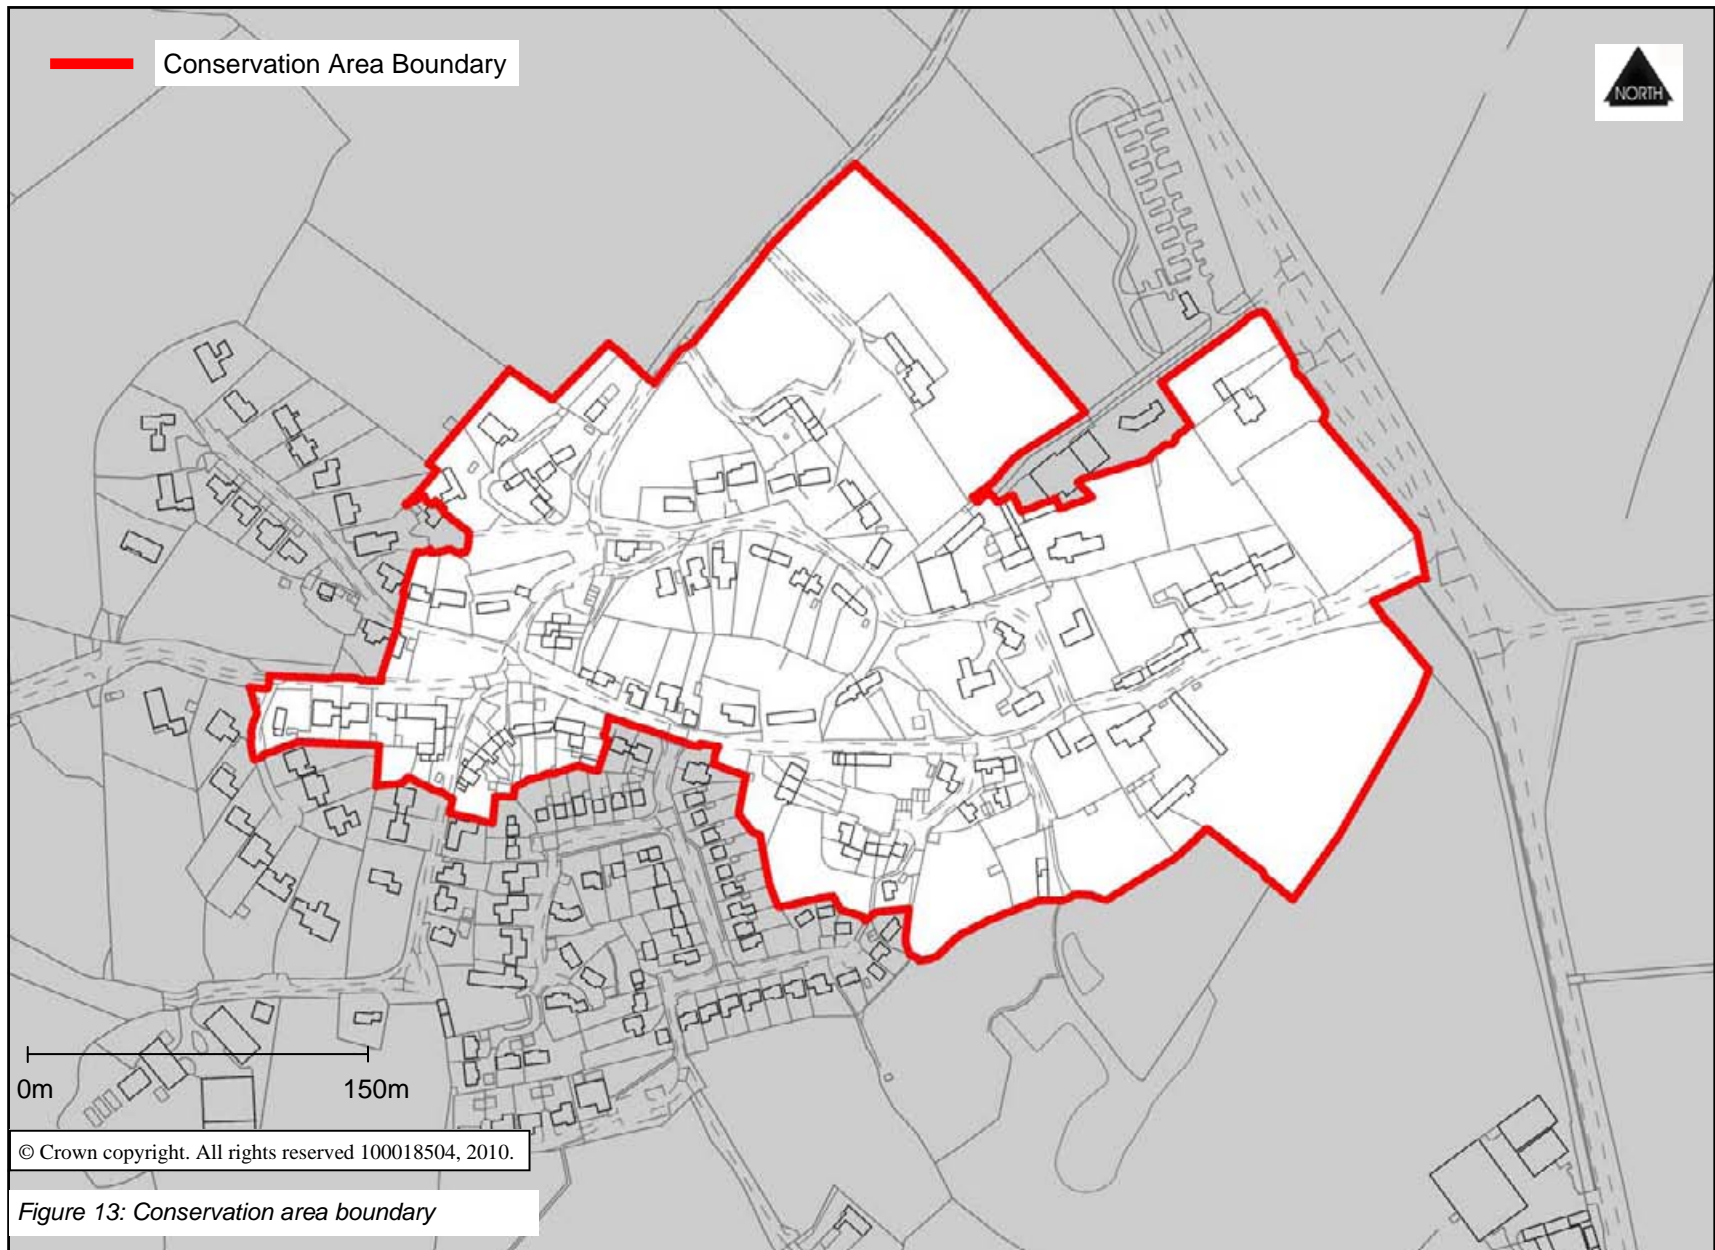 Conservation Area Boundary
NORTH
0m 150m
© Crown copyright. All rights reserved 100018504, 2010.
Figure 13: Conservation area boundary